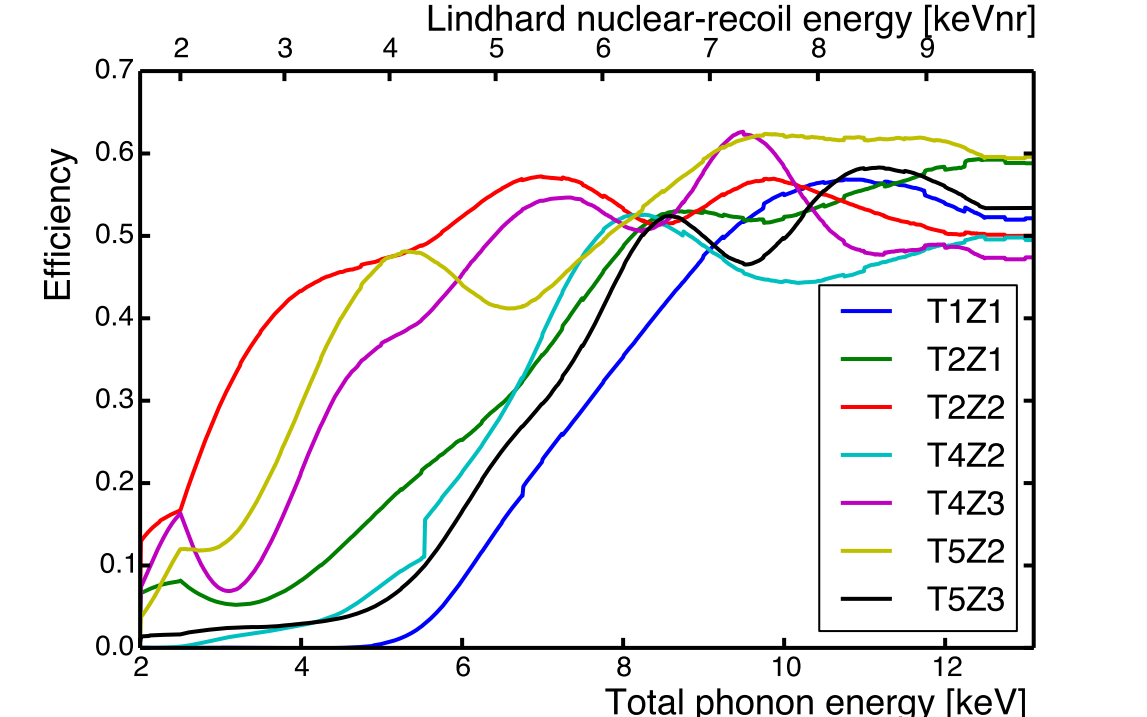 Lindhard nuclear-recoil energy [keVnr]
2 3 4 5 6 7 8 9
0.7
0.6
0.5
0.4
0.3
0.2
0.1
0.0
Efficiency
T1Z1
T2Z1
T2Z2
T4Z2
T4Z3
T5Z2
T5Z3
2 4 6 8 10 12
Total phonon energy [keV]